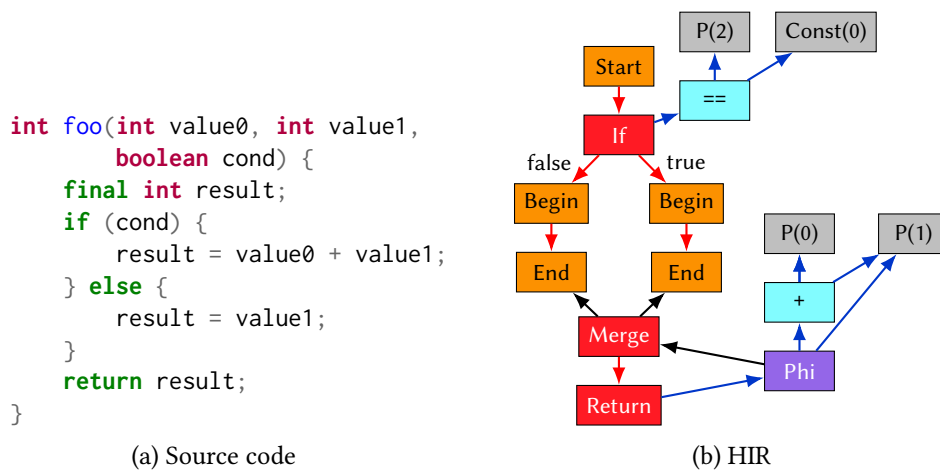 int foo(int value0, int value1,
boolean cond) {
final int result;
if (cond) {
result = value0 + value1;
} else {
result = value1;
}
return result;
}
(a) Source code
P(2)
Const(0)
Start
==
If
false
true
Begin
Begin
P(0)
P(1)
End
End
+
Merge
Phi
Return
(b) HIR